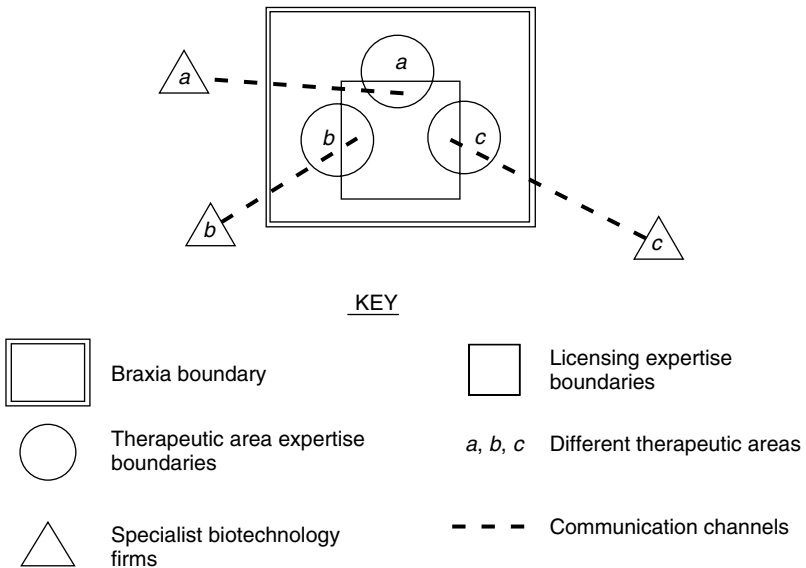 a
a
b
c
b
c
KEY
Braxia boundary
Licensing expertise
boundaries
Therapeutic area expertise
boundaries
a, b, c Different therapeutic areas
Specialist biotechnology
firms
Communication channels